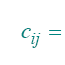 c_{ij} =